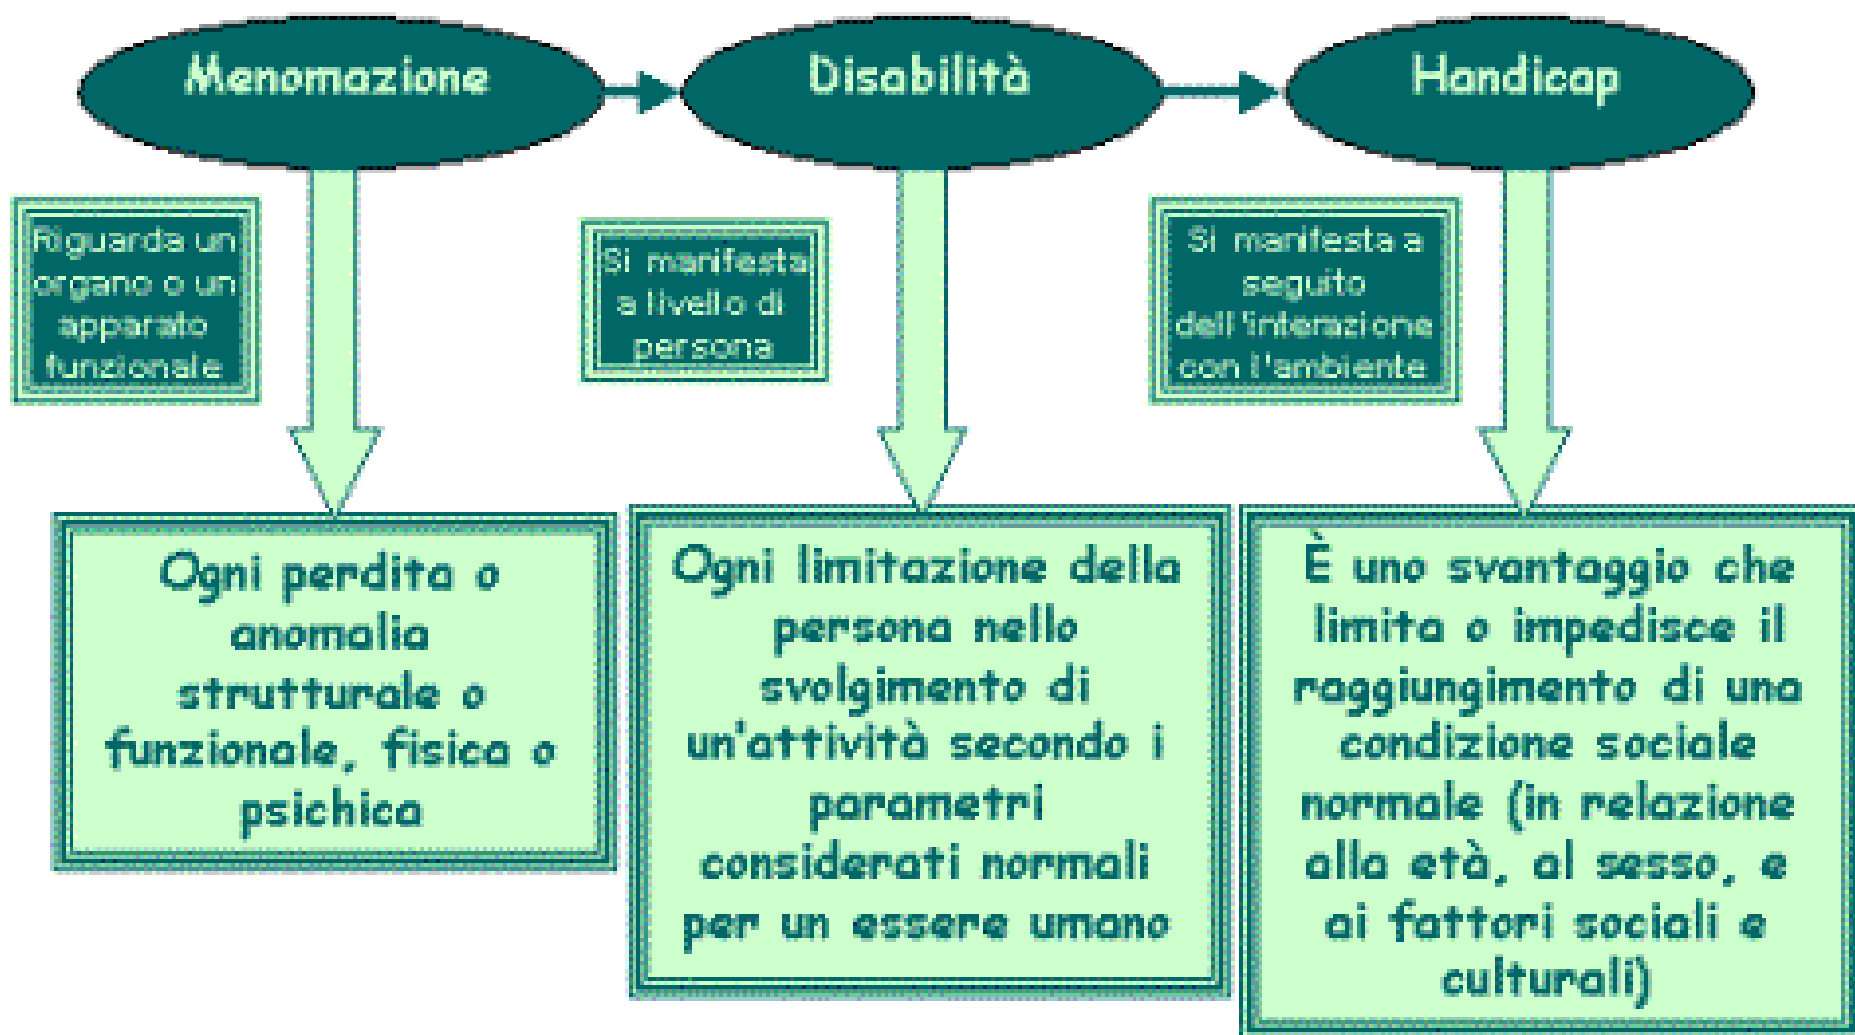 Menomazione
Disabilità
Handicap
Riguarda un
organo o un
apparato
funzionale
Si manifesta
a livello di
persona
Si manifesta a
seguito
dell'interazione
con l'ambiente
Ogni perdita o
anomalia
strutturale o
funzionale, fisica o
psichica
Ogni limitazione della
persona nello
svolgimento di
un'attività secondo i
parametri
considerati normali
per un essere umano
È uno svantaggio che
limita o impedisce il
raggiungimento di una
condizione sociale
normale (in relazione
alla età, al sesso, e
ai fattori sociali e
culturali)